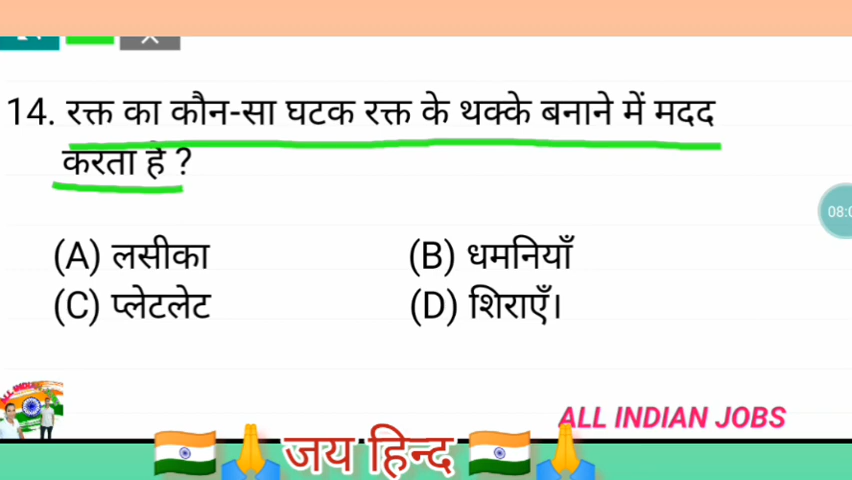 14. रक्त का कौन-सा घटक रक्त के थक्के बनाने में मदद
करता है ?
(A) लसीका (B) धमनियाँ
(C) प्लेटलेट (D) शिराएँ।
ALL INDIAN JOBS
जय हिन्द